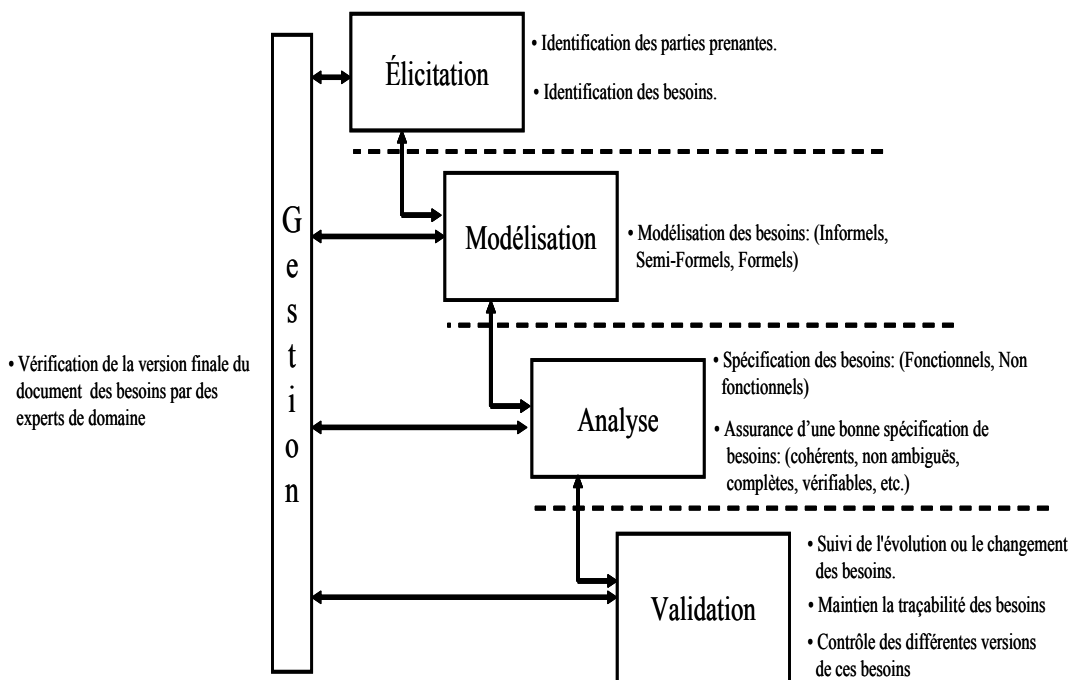 Élicitation
• Identification des parties prenantes.
• Identification des besoins.
Gestion
Modélisation
• Modélisation des besoins: (Informels,
Semi-Formels, Formels)
• Vérification de la version finale du
document des besoins par des
experts de domaine
Analyse
• Spécification des besoins: (Fonctionnels, Non
fonctionnels)
• Assurance d'une bonne spécification de
besoins: (cohérents, non ambiguës,
complètes, vérifiables, etc.)
Validation
• Suivi de l'évolution ou le changement
des besoins.
• Maintien la traçabilité des besoins
• Contrôle des différentes versions
de ces besoins